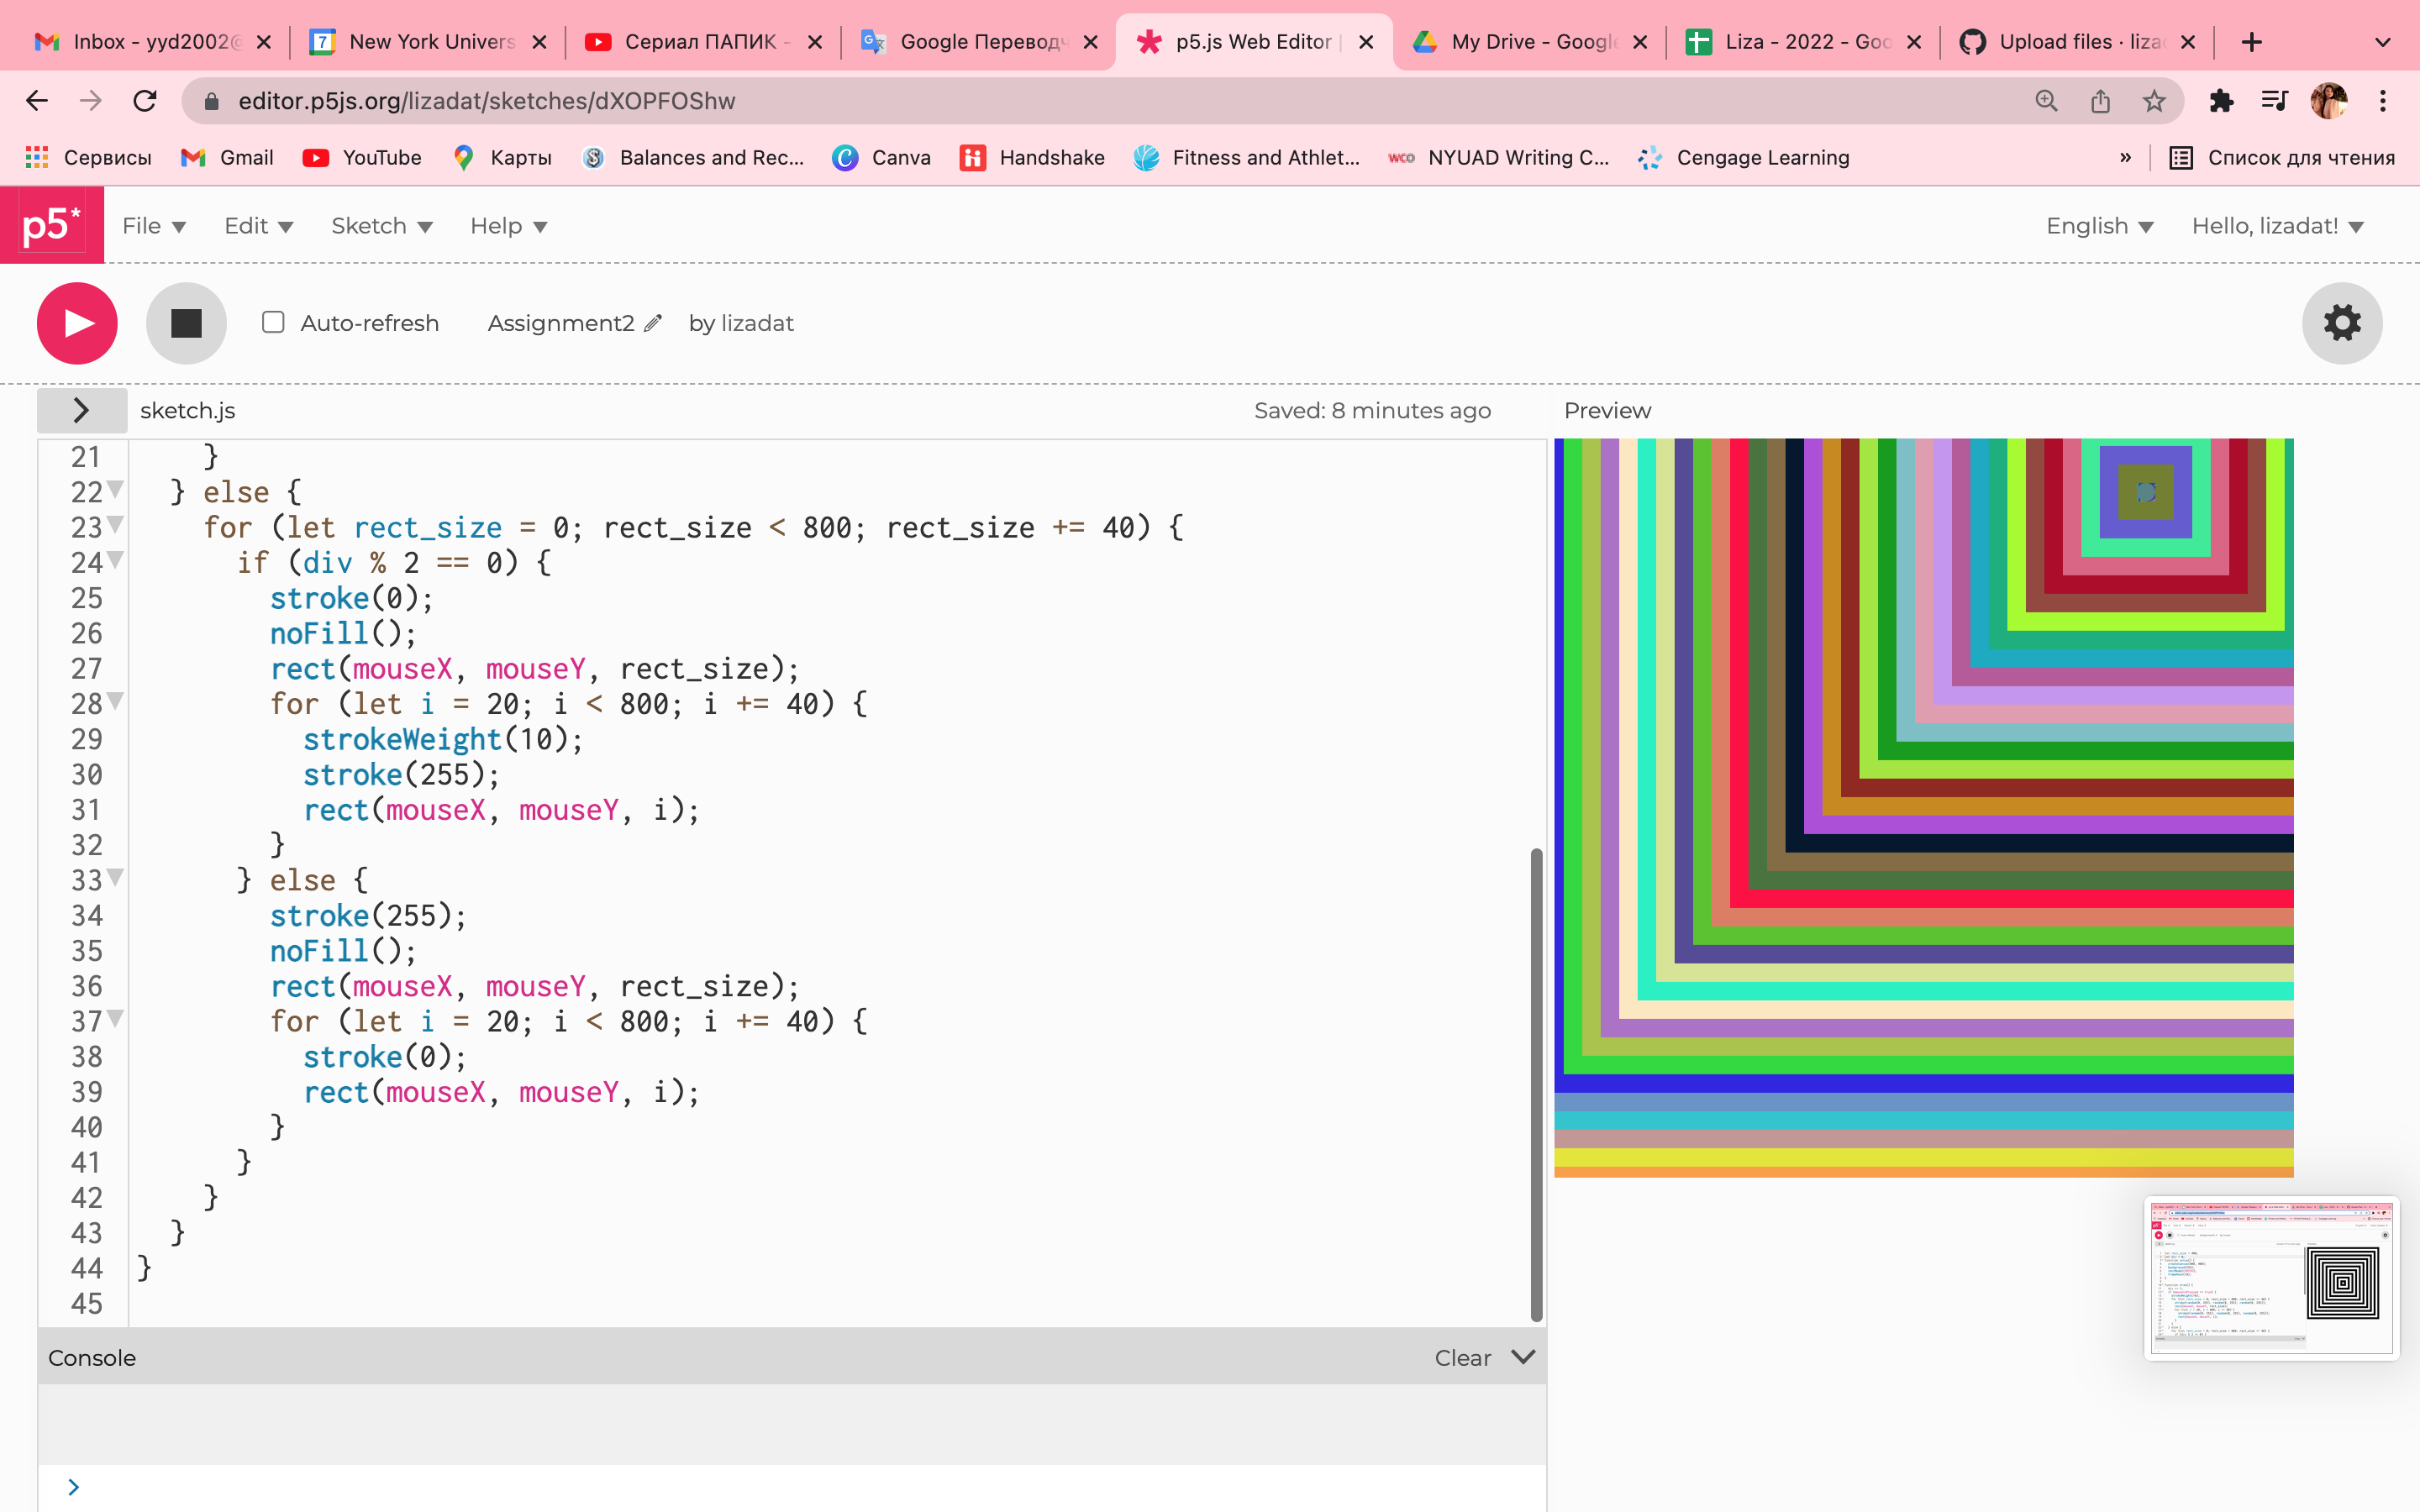 Inbox - yyd2002@ New York Univers Сериал ПАПИК - Google Переводч p5.js Web Editor | My Drive - Google Liza - 2022 - Goo Upload files · liza
editor.p5js.org/lizadat/sketches/dXOPFOShw
Сервисы Gmail YouTube Карты Balances and Rec... Canva Handshake Fitness and Athlet... NYUAD Writing C... Cengage Learning » Список для чтения
p5* File Edit Sketch Help English Hello, lizadat!
Auto-refresh Assignment2 by lizadat
sketch.js Saved: 8 minutes ago Preview
21 }
22 } else {
23 for (let rect_size = 0; rect_size < 800; rect_size += 40) {
24 if (div % 2 == 0) {
25 stroke(0);
26 noFill();
27 rect(mouseX, mouseY, rect_size);
28 for (let i = 20; i < 800; i += 40) {
29 strokeWeight(10);
30 stroke(255);
31 rect(mouseX, mouseY, i);
32 }
33 } else {
34 stroke(255);
35 noFill();
36 rect(mouseX, mouseY, rect_size);
37 for (let i = 20; i < 800; i += 40) {
38 stroke(0);
39 rect(mouseX, mouseY, i);
40 }
41 }
42 }
43 }
44 }
45
Console Clear
>